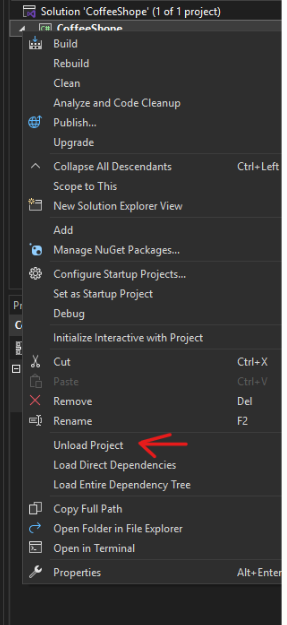 Solution 'CoffeeShope' (1 of 1 project)
C# CoffeeShope
Build
Rebuild
Clean
Analyze and Code Cleanup
Publish...
Upgrade
Collapse All Descendants Ctrl+Left
Scope to This
New Solution Explorer View
Add
Manage NuGet Packages...
Configure Startup Projects...
Set as Startup Project
Debug
Initialize Interactive with Project
Cut Ctrl+X
Paste Ctrl+V
Remove Del
Rename F2
Unload Project
Load Direct Dependencies
Load Entire Dependency Tree
Copy Full Path
Open Folder in File Explorer
Open in Terminal
Properties Alt+Enter